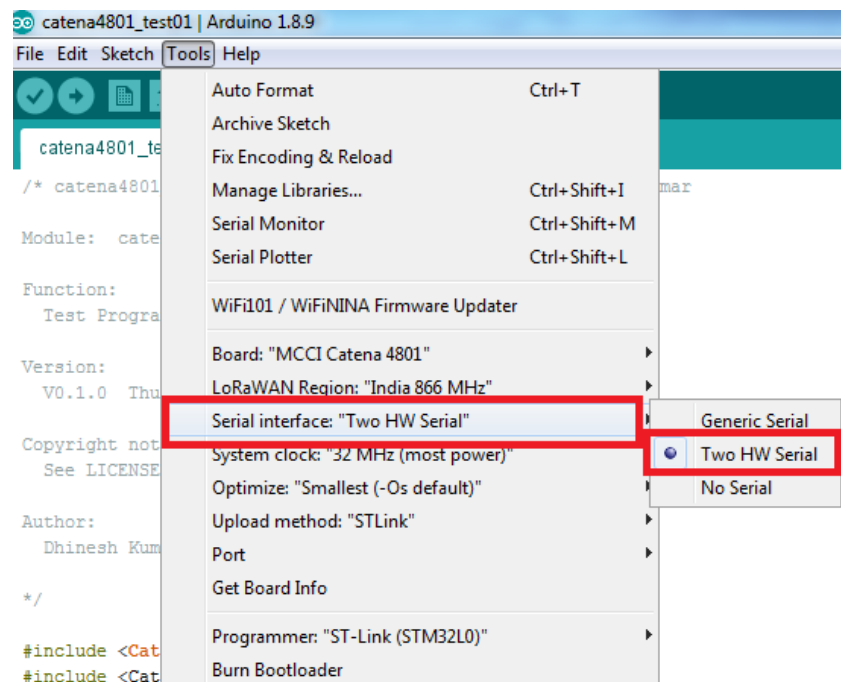 catena4801_test01 | Arduino 1.8.9
File Edit Sketch Tools Help
catena4801_te
/* catena4801
mar
Module: cate
Function:
Test Progra
Version:
V0.1.0 Thu
Copyright not
See LICENSE
Author:
Dhinesh Kum
*/
#include <Cat
#include <Cat
Auto Format Ctrl+T
Archive Sketch
Fix Encoding & Reload
Manage Libraries... Ctrl+Shift+I
Serial Monitor Ctrl+Shift+M
Serial Plotter Ctrl+Shift+L
WiFi101 / WiFiNINA Firmware Updater
Board: "MCCI Catena 4801"
LoRaWAN Region: "India 866 MHz"
Serial interface: "Two HW Serial"
System clock: "32 MHz (most power)"
Optimize: "Smallest (-Os default)"
Upload method: "STLink"
Port
Get Board Info
Programmer: "ST-Link (STM32L0)"
Burn Bootloader
Generic Serial
Two HW Serial
No Serial